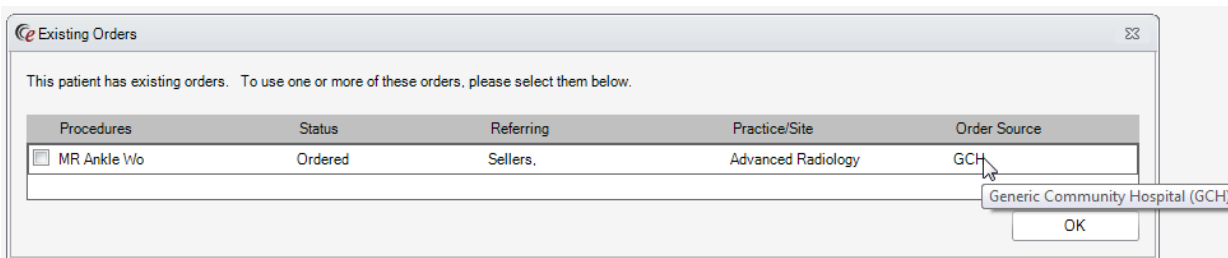 Existing Orders
This patient has existing orders. To use one or more of these orders, please select them below.
Procedures Status Referring Practice/Site Order Source
MR Ankle Wo Ordered Sellers, Advanced Radiology GCH
Generic Community Hospital (GCH)
OK